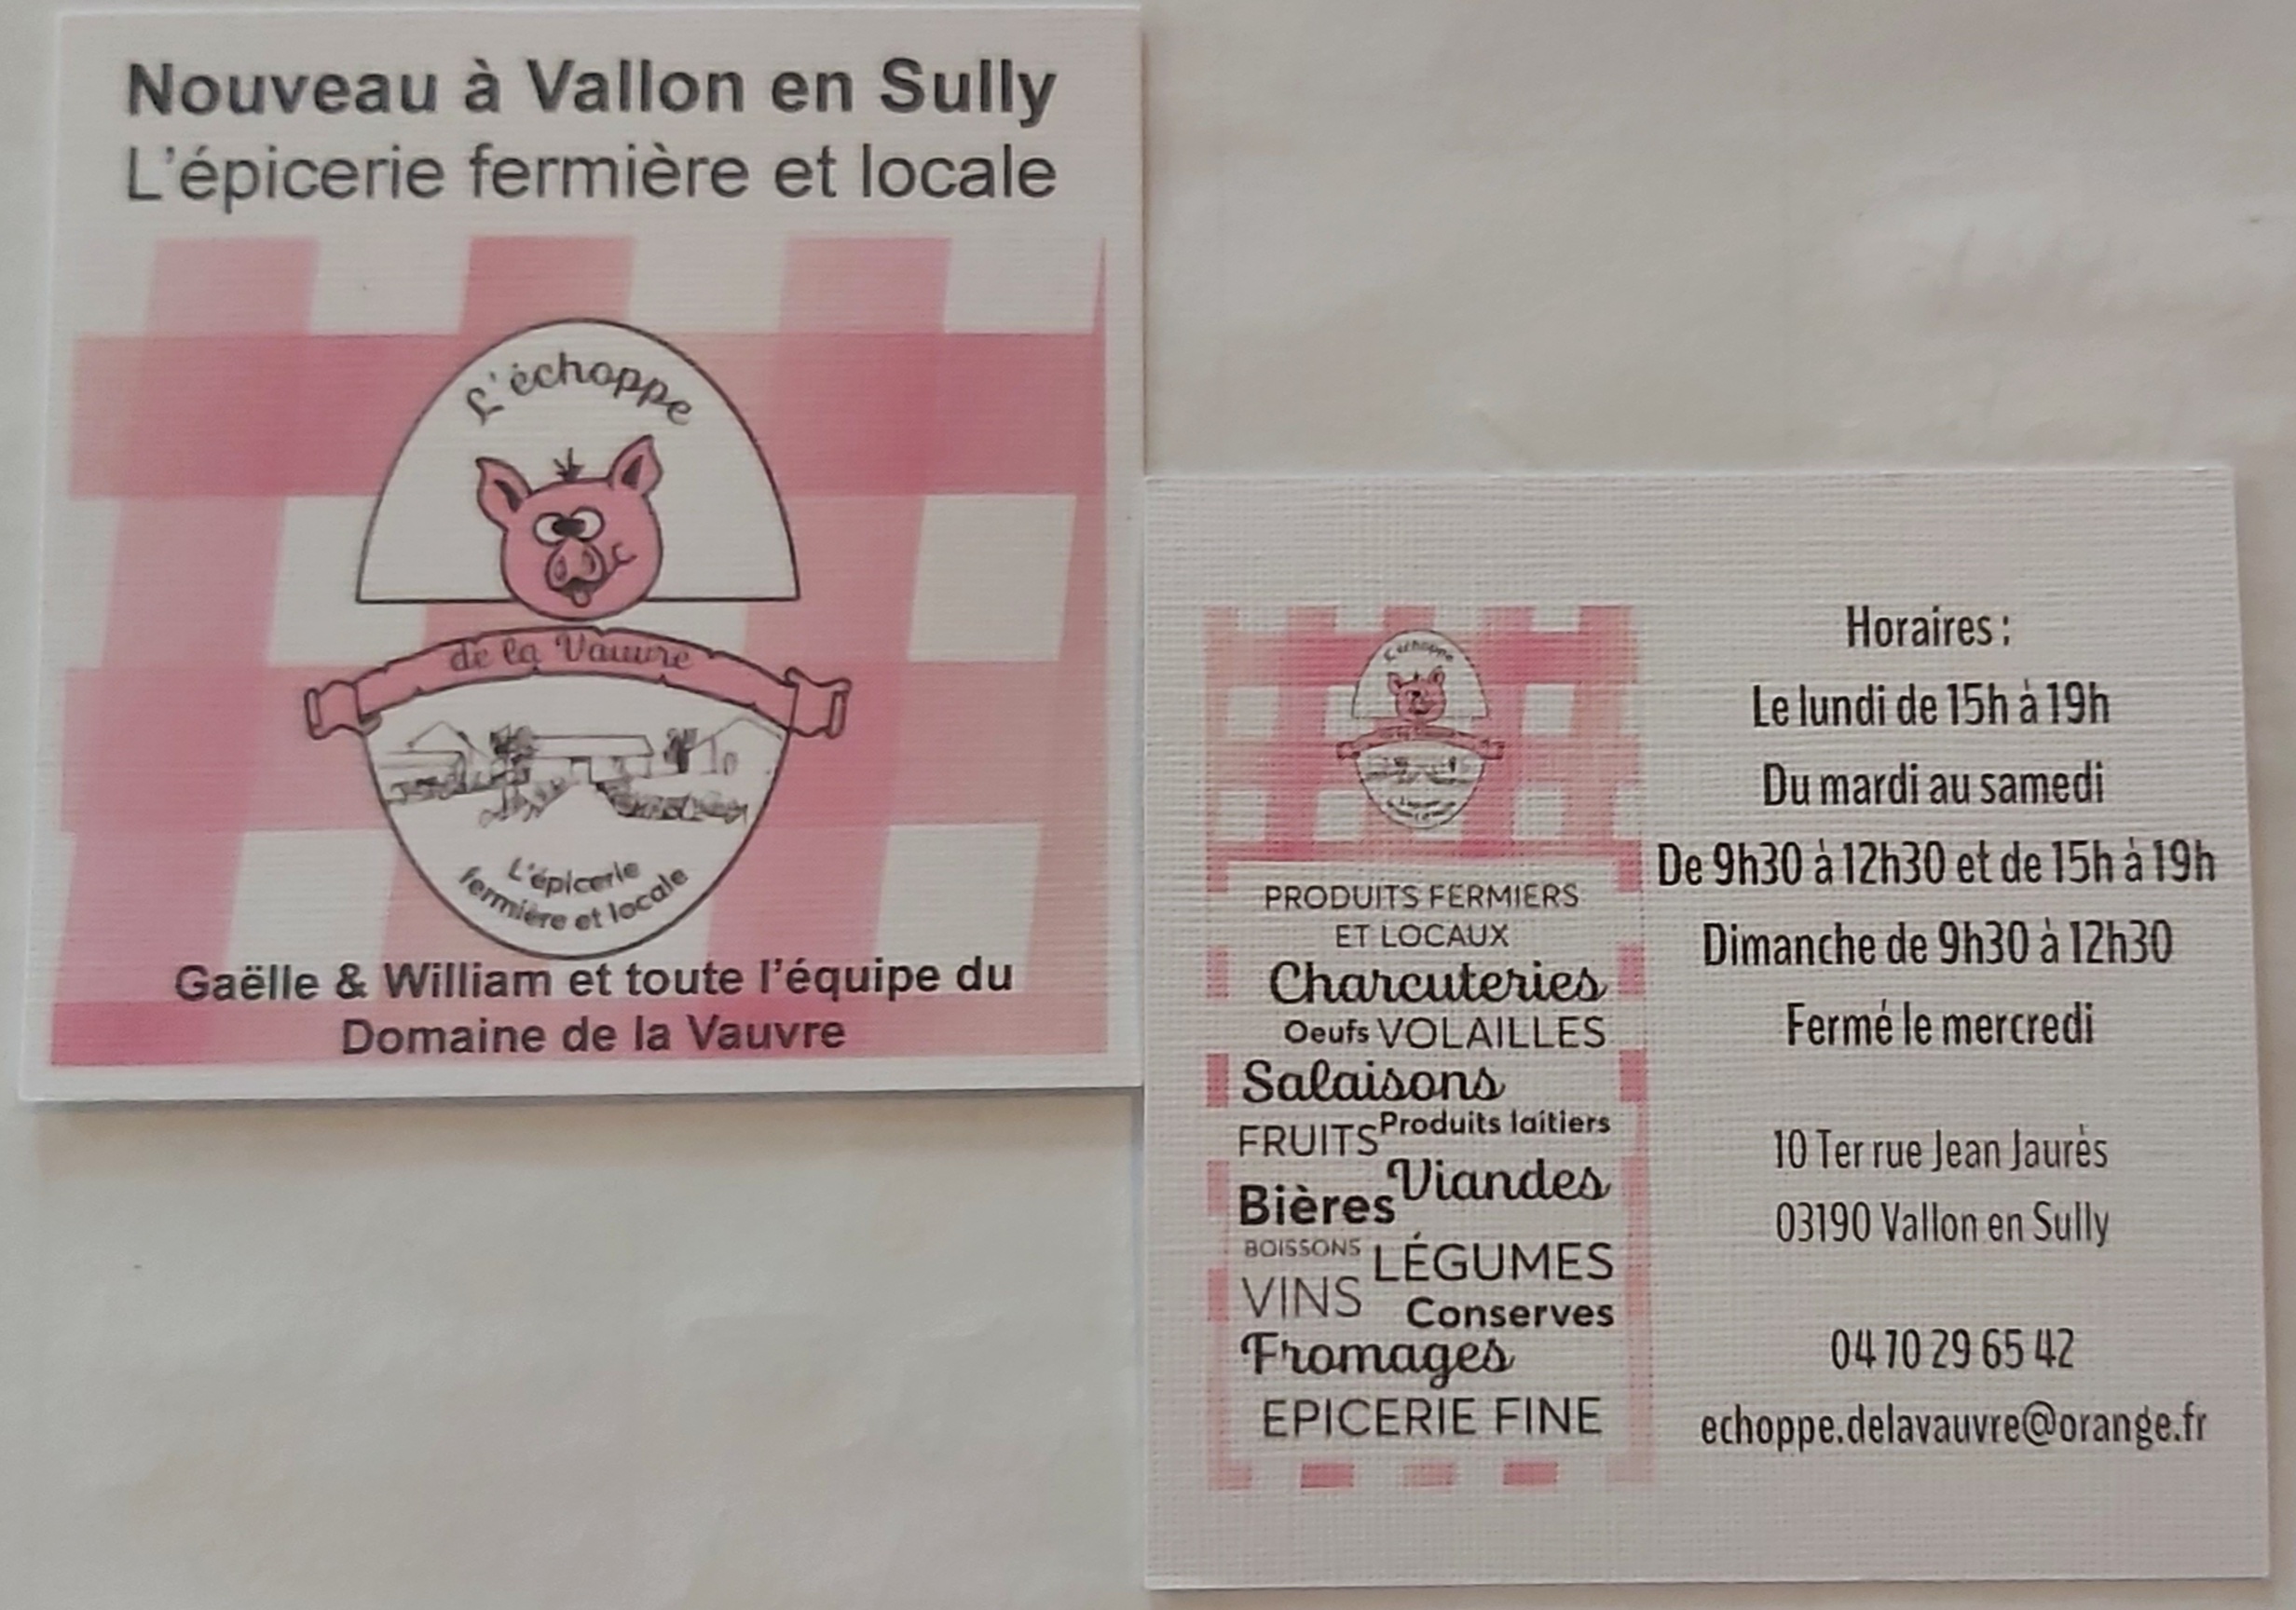 Nouveau à Vallon en Sully
L'épicerie fermière et locale
L'échoppe
de la Vauvre
L'épicerie
fermière et locale
Gaëlle & William et toute l'équipe du
Domaine de la Vauvre
L'échoppe
PRODUITS FERMIERS
ET LOCAUX
Charcuteries
Oeufs VOLAILLES
Salaisons
FRUITS Produits laitiers
Bières Viandes
BOISSONS LÉGUMES
VINS Conserves
Fromages
EPICERIE FINE
Horaires :
Le lundi de 15h à 19h
Du mardi au samedi
De 9h30 à 12h30 et de 15h à 19h
Dimanche de 9h30 à 12h30
Fermé le mercredi
10 Ter rue Jean Jaurès
03190 Vallon en Sully
04 70 29 65 42
echoppe.delavauvre@orange.fr